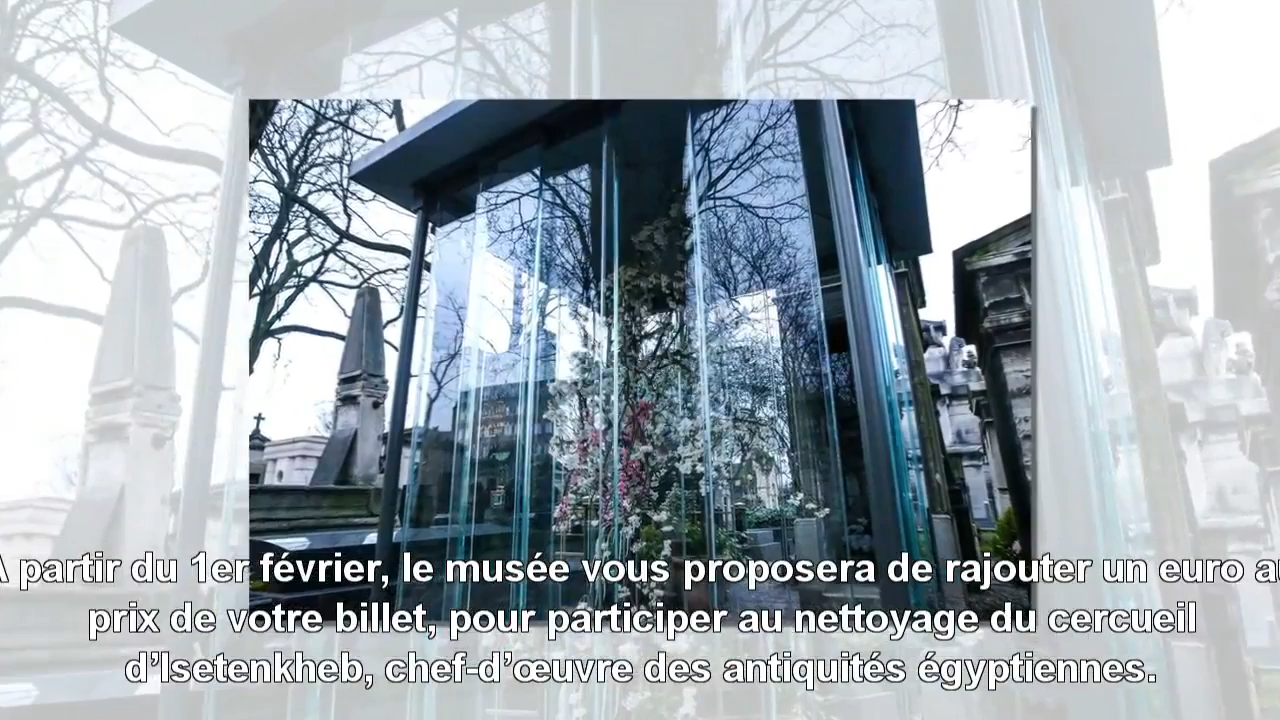 À partir du 1er février, le musée vous proposera de rajouter un euro au
prix de votre billet, pour participer au nettoyage du cercueil
d’Isetenkheb, chef-d’œuvre des antiquités égyptiennes.